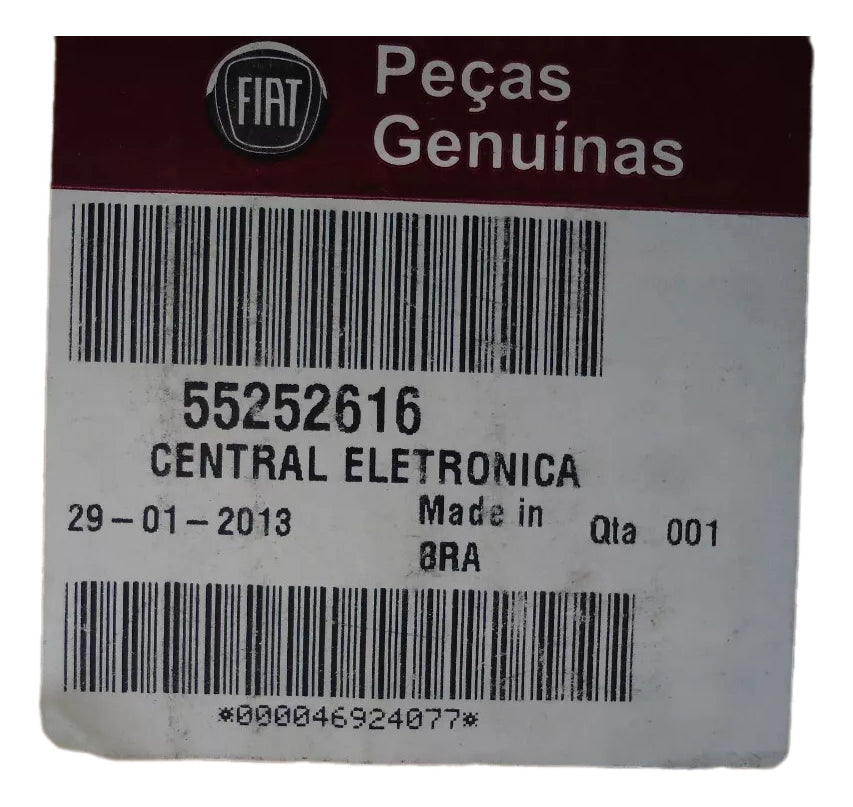 FIAT
Peças
Genuínas
55252616
CENTRAL ELETRONICA
29-01-2013
Made in
BRA
Qta 001
*000046924077*